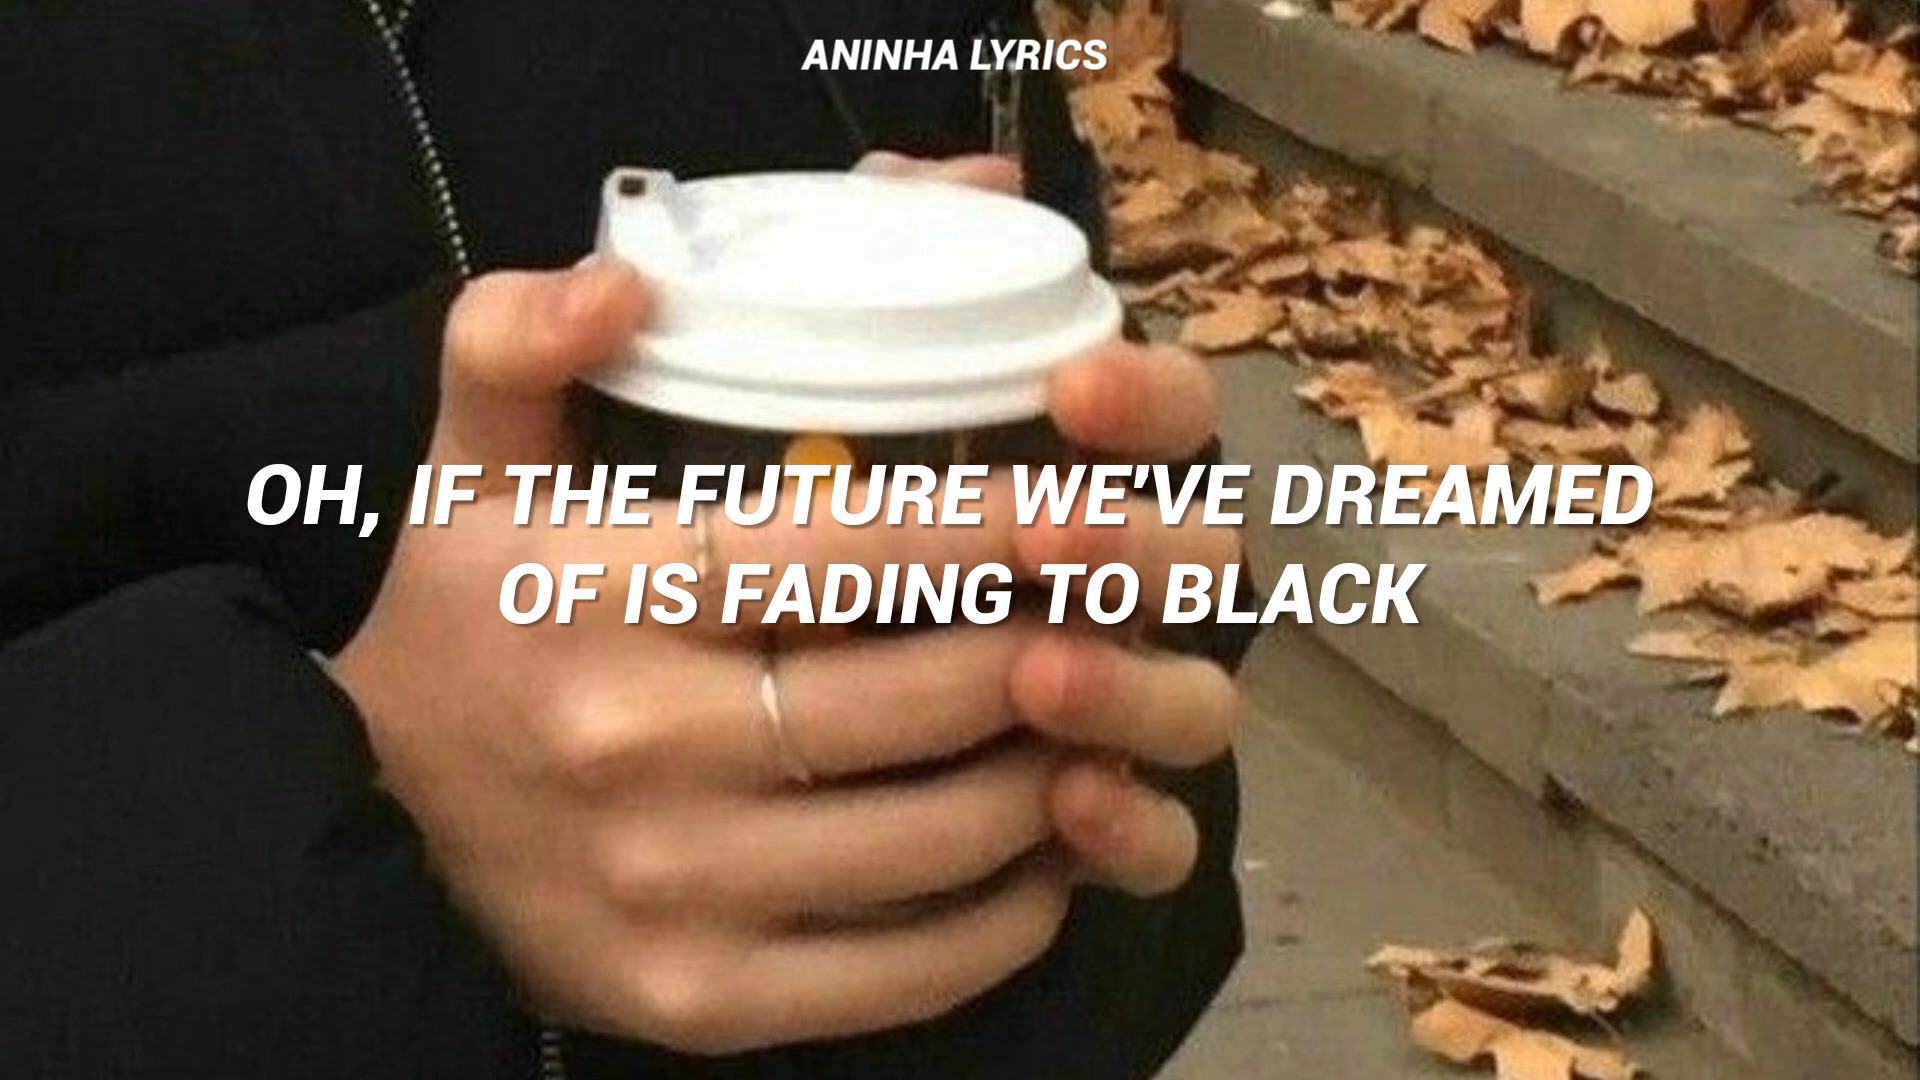 ANINHA LYRICS
OH, IF THE FUTURE WE'VE DREAMED
OF IS FADING TO BLACK